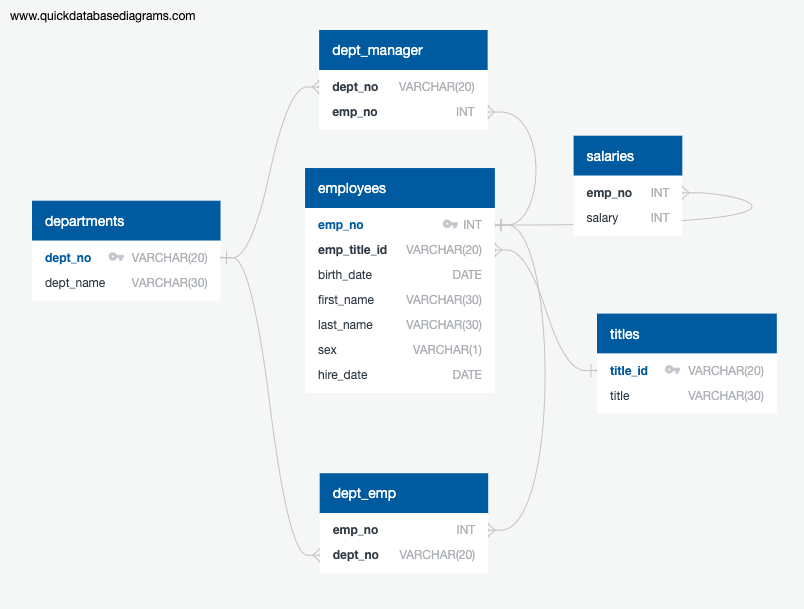 www.quickdatabasediagrams.com
dept_manager
dept_no VARCHAR(20)
emp_no INT
salaries
emp_no INT
salary INT
employees
emp_no INT
emp_title_id VARCHAR(20)
birth_date DATE
first_name VARCHAR(30)
last_name VARCHAR(30)
sex VARCHAR(1)
hire_date DATE
departments
dept_no VARCHAR(20)
dept_name VARCHAR(30)
titles
title_id VARCHAR(20)
title VARCHAR(30)
dept_emp
emp_no INT
dept_no VARCHAR(20)